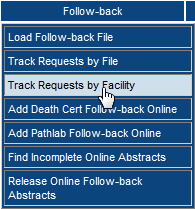 Follow-back
Load Follow-back File
Track Requests by File
Track Requests by Facility
Add Death Cert Follow-back Online
Add Pathlab Follow-back Online
Find Incomplete Online Abstracts
Release Online Follow-back
Abstracts